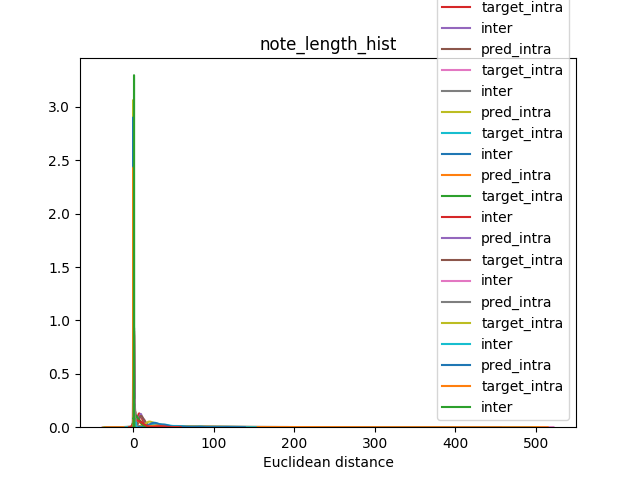 note_length_hist
target_intra
inter
pred_intra
target_intra
inter
pred_intra
target_intra
inter
pred_intra
target_intra
inter
pred_intra
target_intra
inter
pred_intra
target_intra
inter
pred_intra
target_intra
inter
3.0
2.5
2.0
1.5
1.0
0.5
0.0
0 100 200 300 400 500
Euclidean distance